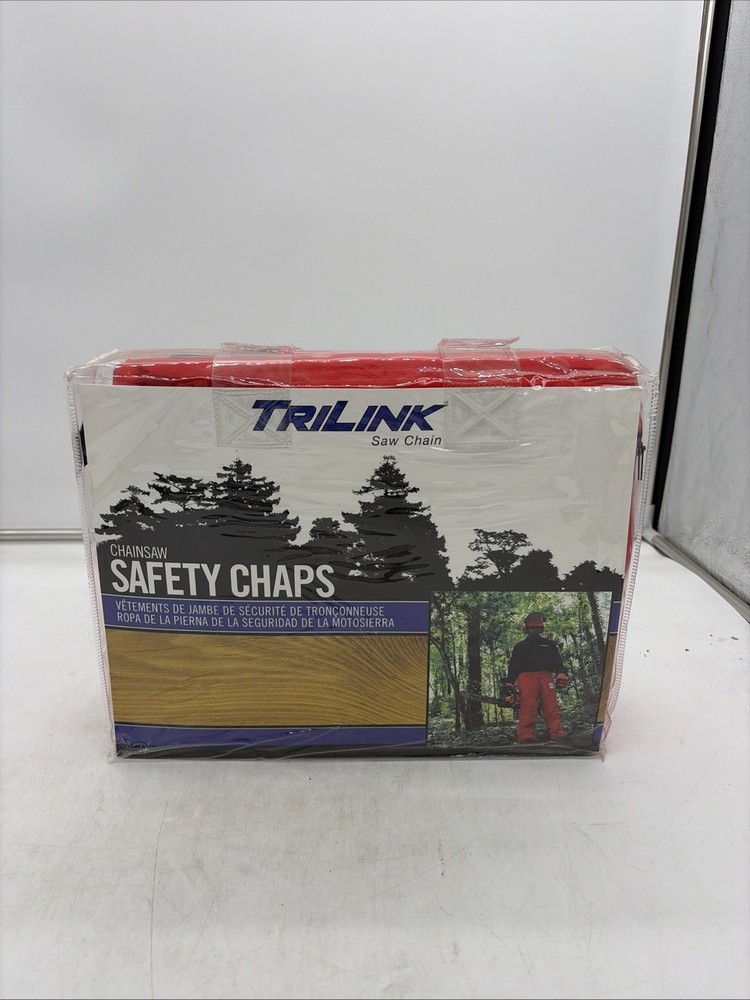 TRILINK
Saw Chain
CHAINSAW
SAFETY CHAPS
VÊTEMENTS DE JAMBE DE SÉCURITÉ DE TRONÇONNEUSE
ROPA DE LA PIERNA DE LA SEGURIDAD DE LA MOTOSIERRA